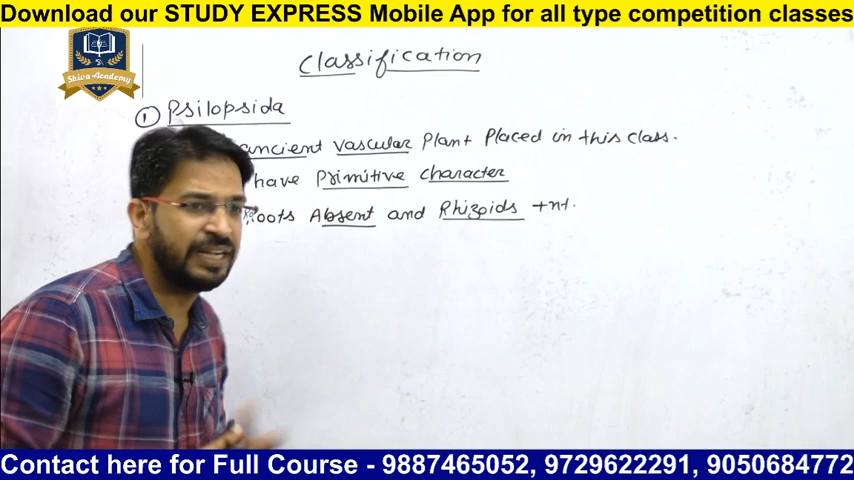 Download our STUDY EXPRESS Mobile App for all type competition classes
Shiva Academy
Classification
① Psilopsida
ancient vascular Plant Placed in this class.
have Primitive character
Roots Absent and Rhizoids +nt.
Contact here for Full Course - 9887465052, 9729622291, 9050684772